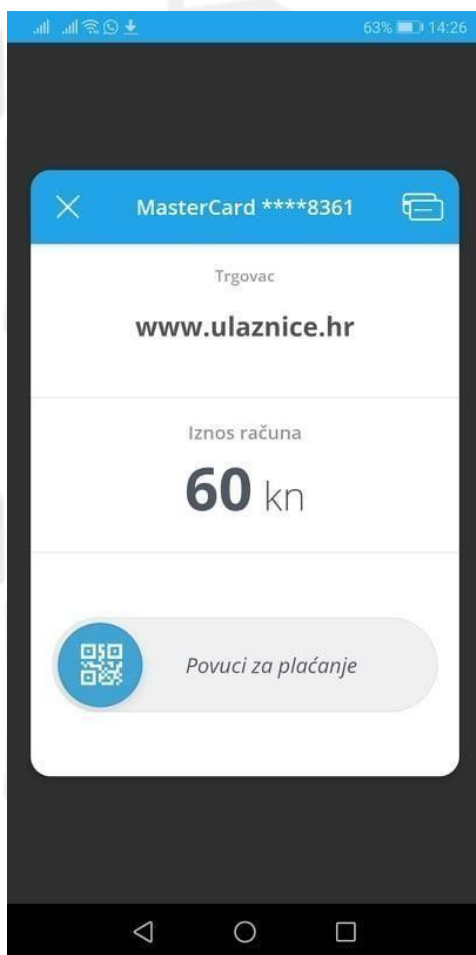 63% 14:26
MasterCard ****8361
Trgovac
www.ulaznice.hr
Iznos računa
60 kn
Povuci za plaćanje